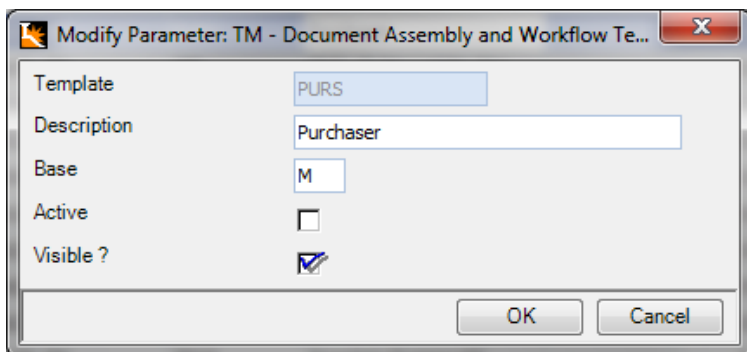 Modify Parameter: TM - Document Assembly and Workflow Te...
Template PURS
Description Purchaser
Base M
Active
Visible ?
OK Cancel